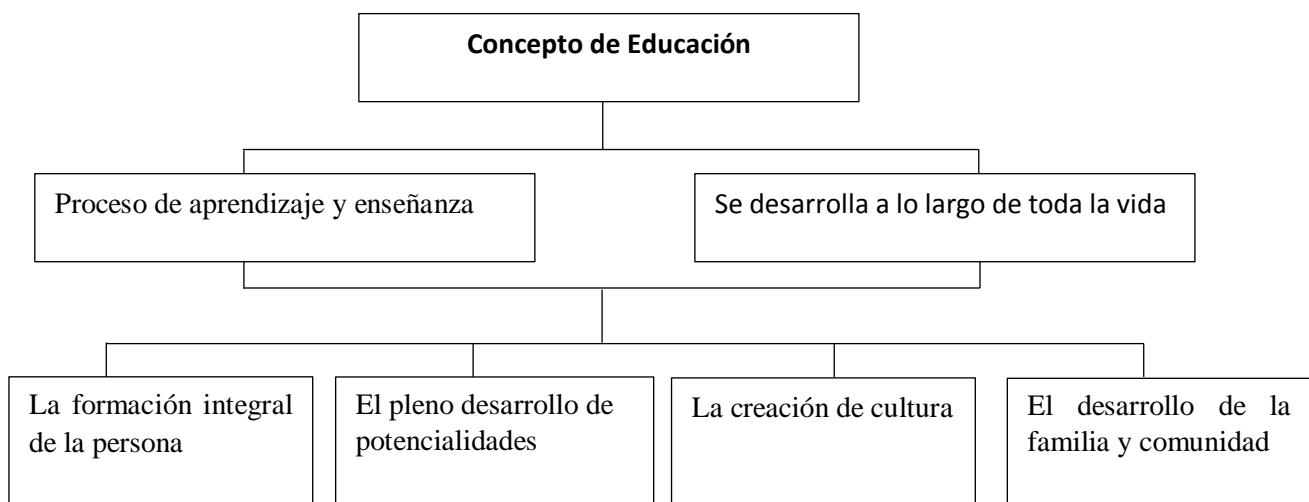 Concepto de Educación
Proceso de aprendizaje y enseñanza
Se desarrolla a lo largo de toda la vida
La formación integral
de la persona
El pleno desarrollo de
potencialidades
La creación de cultura
El desarrollo de la
familia y comunidad